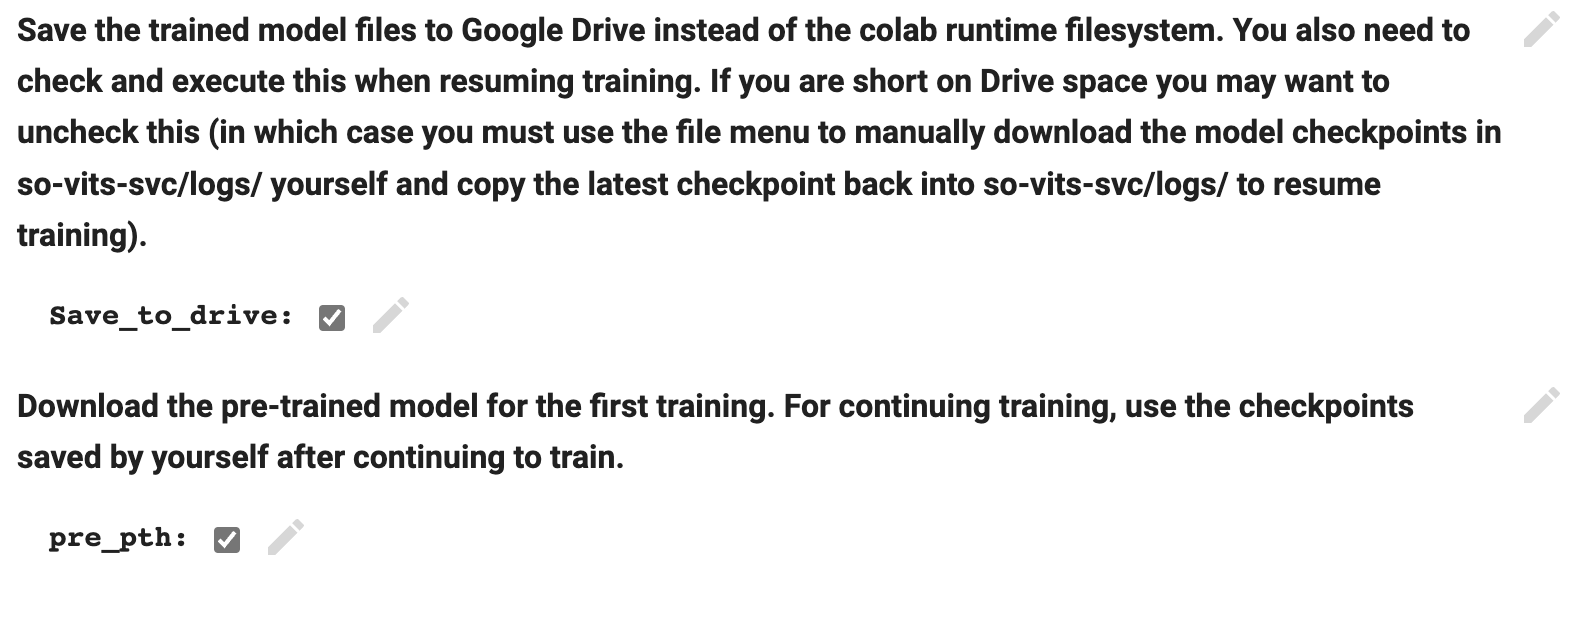 Save the trained model files to Google Drive instead of the colab runtime filesystem. You also need to
check and execute this when resuming training. If you are short on Drive space you may want to
uncheck this (in which case you must use the file menu to manually download the model checkpoints in
so-vits-svc/logs/ yourself and copy the latest checkpoint back into so-vits-svc/logs/ to resume
training).
Save_to_drive:
Download the pre-trained model for the first training. For continuing training, use the checkpoints
saved by yourself after continuing to train.
pre_pth: